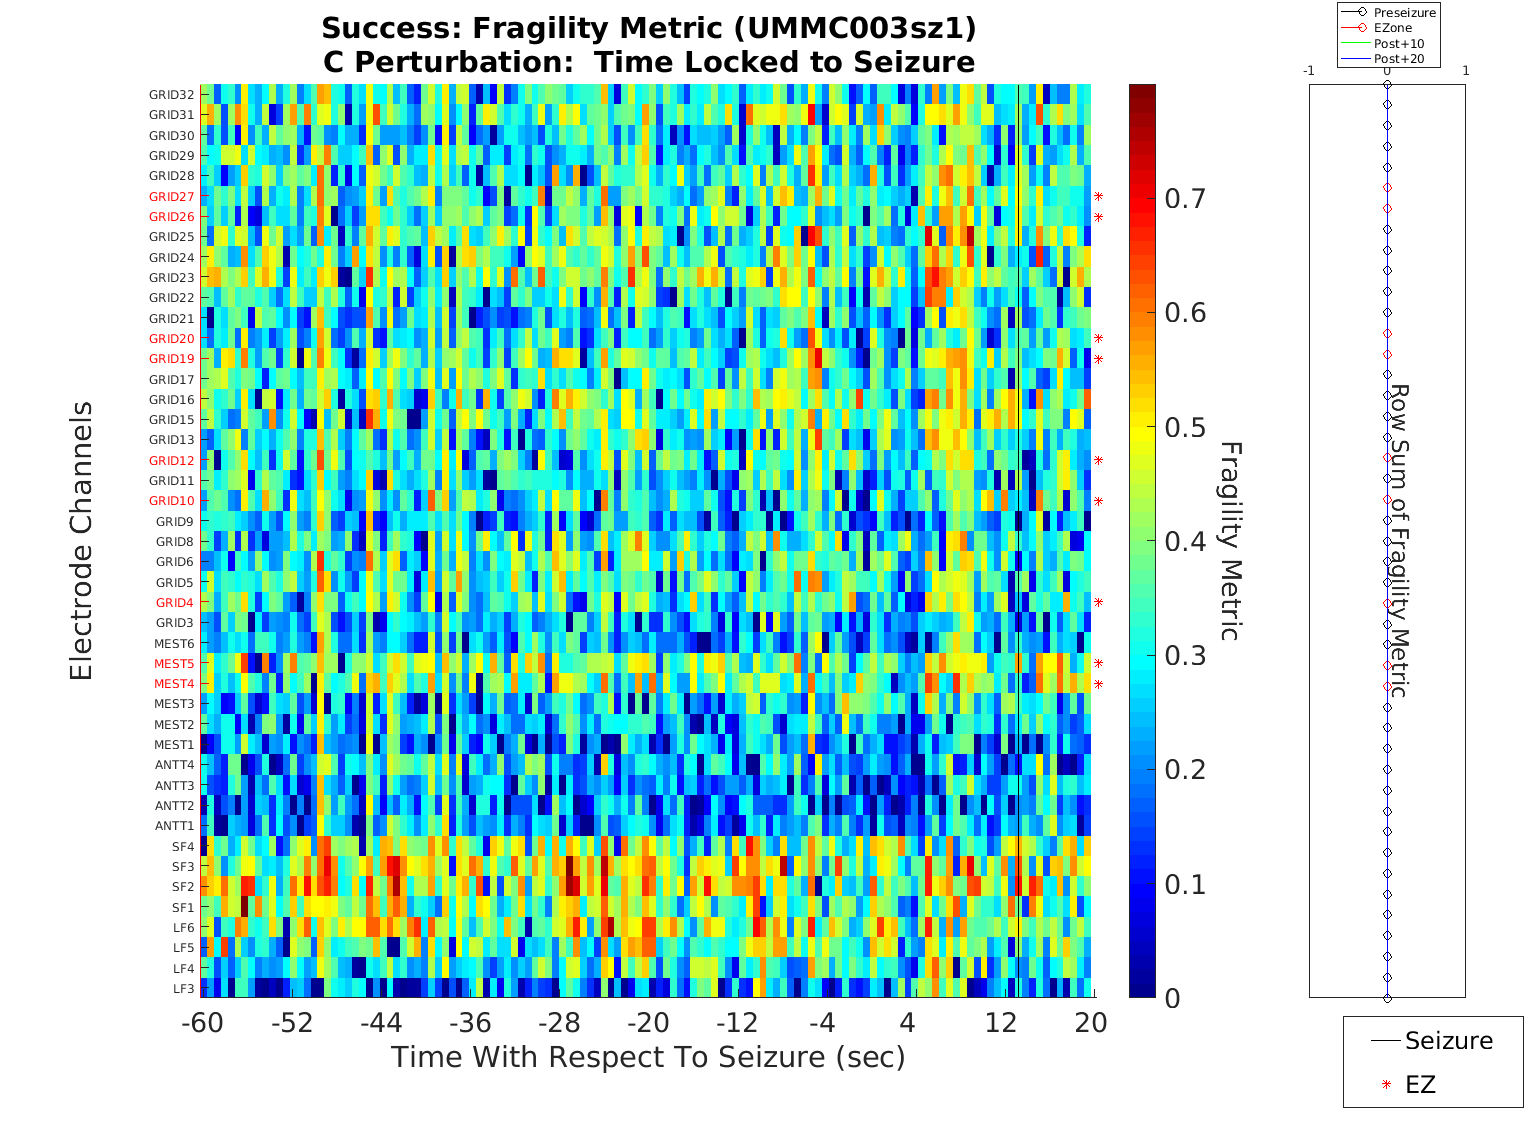 Success: Fragility Metric (UMMC003sz1)
C Perturbation:  Time Locked to Seizure
Electrode Channels
GRID32
GRID31
GRID30
GRID29
GRID28
GRID27
GRID26
GRID25
GRID24
GRID23
GRID22
GRID21
GRID20
GRID19
GRID17
GRID16
GRID15
GRID13
GRID12
GRID11
GRID10
GRID9
GRID8
GRID6
GRID5
GRID4
GRID3
MEST6
MEST5
MEST4
MEST3
MEST2
MEST1
ANTT4
ANTT3
ANTT2
ANTT1
SF4
SF3
SF2
SF1
LF6
LF5
LF4
LF3
-60 -52 -44 -36 -28 -20 -12 -4 4 12 20
Time With Respect To Seizure (sec)
0.7
0.6
0.5
0.4
0.3
0.2
0.1
0
Fragility Metric
Preseizure
EZone
Post+10
Post+20
-1 0 1
Row Sum of Fragility Metric
Seizure
EZ